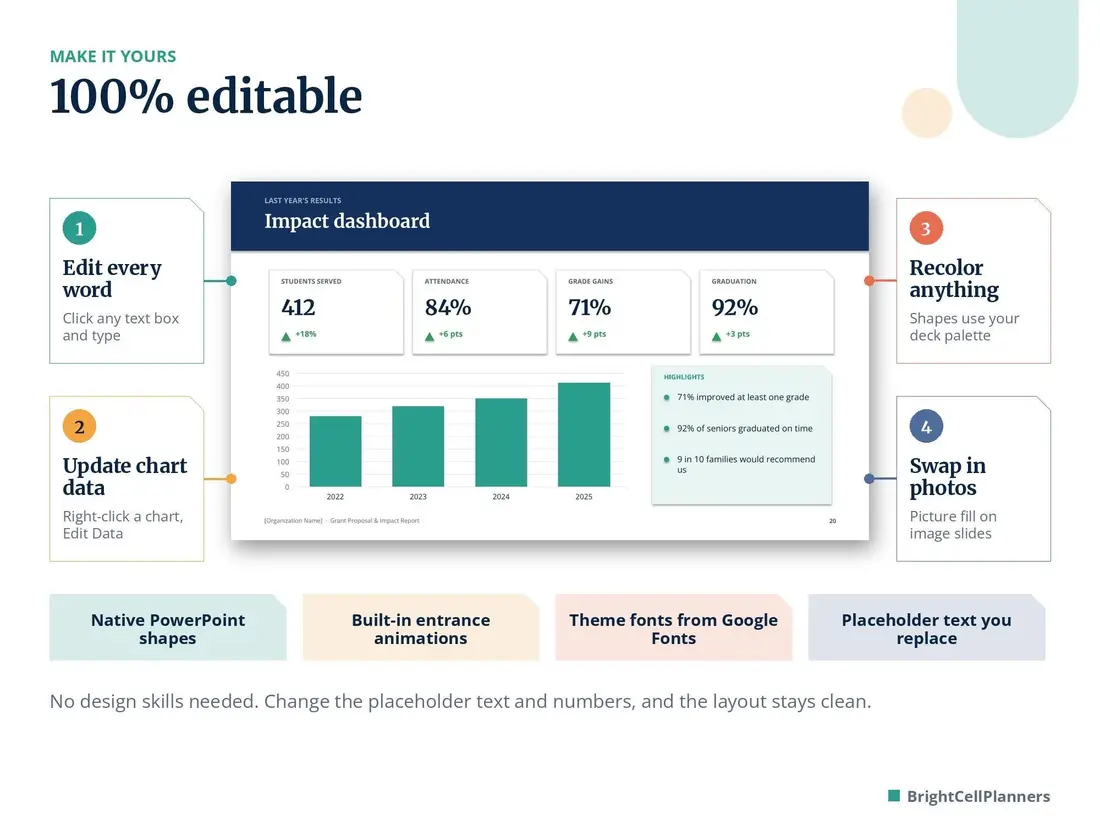 MAKE IT YOURS
100% editable
1
Edit every
word
Click any text box
and type
2
Update chart
data
Right-click a chart,
Edit Data
LAST YEAR'S RESULTS
Impact dashboard
STUDENTS SERVED
412
+18%
ATTENDANCE
84%
+6 pts
GRADE GAINS
71%
+9 pts
GRADUATION
92%
+3 pts
450
400
350
300
250
200
150
100
50
0
2022
2023
2024
2025
HIGHLIGHTS
71% improved at least one grade
92% of seniors graduated on time
9 in 10 families would recommend
us
[Organization Name] · Grant Proposal & Impact Report
20
3
Recolor
anything
Shapes use your
deck palette
4
Swap in
photos
Picture fill on
image slides
Native PowerPoint
shapes
Built-in entrance
animations
Theme fonts from Google
Fonts
Placeholder text you
replace
No design skills needed. Change the placeholder text and numbers, and the layout stays clean.
BrightCellPlanners